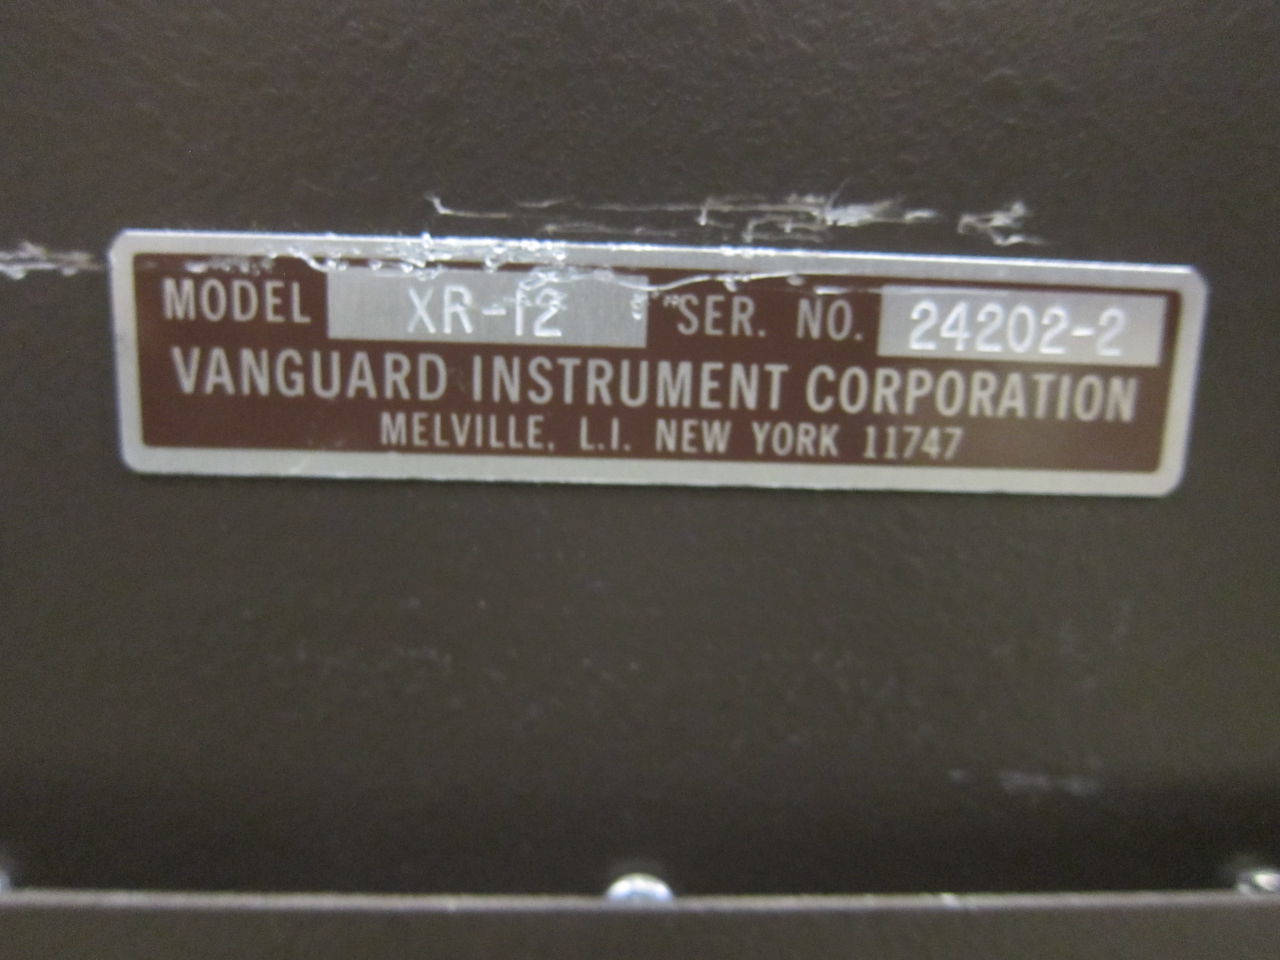 MODEL XR-12 SER. NO. 24202-2
VANGUARD INSTRUMENT CORPORATION
MELVILLE, L.I. NEW YORK 11747